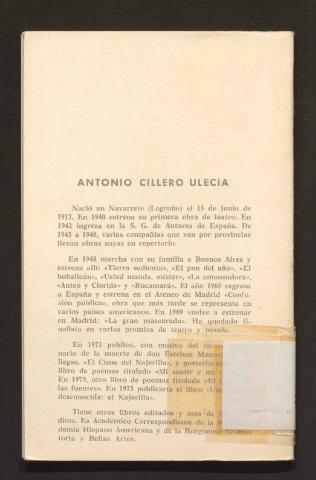 ANTONIO CILLERO ULECIA
Nació en Navarrete (Logroño) el 15 de junio de
1917. En 1940 estrena su primera obra de teatro. En
1942 ingresa en la S. G. de Autores de España. De
1943 a 1948, varias compañías que van por provincias
llevan obras suyas en repertorio.
En 1948 marcha con su familia a Buenos Aires y
estrena allí: «Tierra sedienta», «El pan del año», «El
bobalicón», «Usted manda, míster», «La amansadora»,
«Anteo y Cloride» y «Rucamará». El año 1965 regresa
a España y estrena en el Ateneo de Madrid «Confe-
sión pública», obra que más tarde se representa en
varios países americanos. En 1969 vuelve a estrenar
en Madrid: «La gran mascarada». Ha quedado fi-
nalista en varios premios de teatro y novela.
En 1971 publicó, con motivo del
nario de la muerte de don Esteban Manuel
llegas, «El Cisne del Najerilla», y
libro de poemas titulado «Mi sentir y mi
En 1973, otro libro de poemas titulado «El
las fuentes». En 1975 publicaría el libro
desconocida: el Najerilla».
Tiene otros libros editados y más de
ditos. Es Académico Correspondiente de la
demia Hispano Americana y de la Burguense de His-
toria y Bellas Artes.